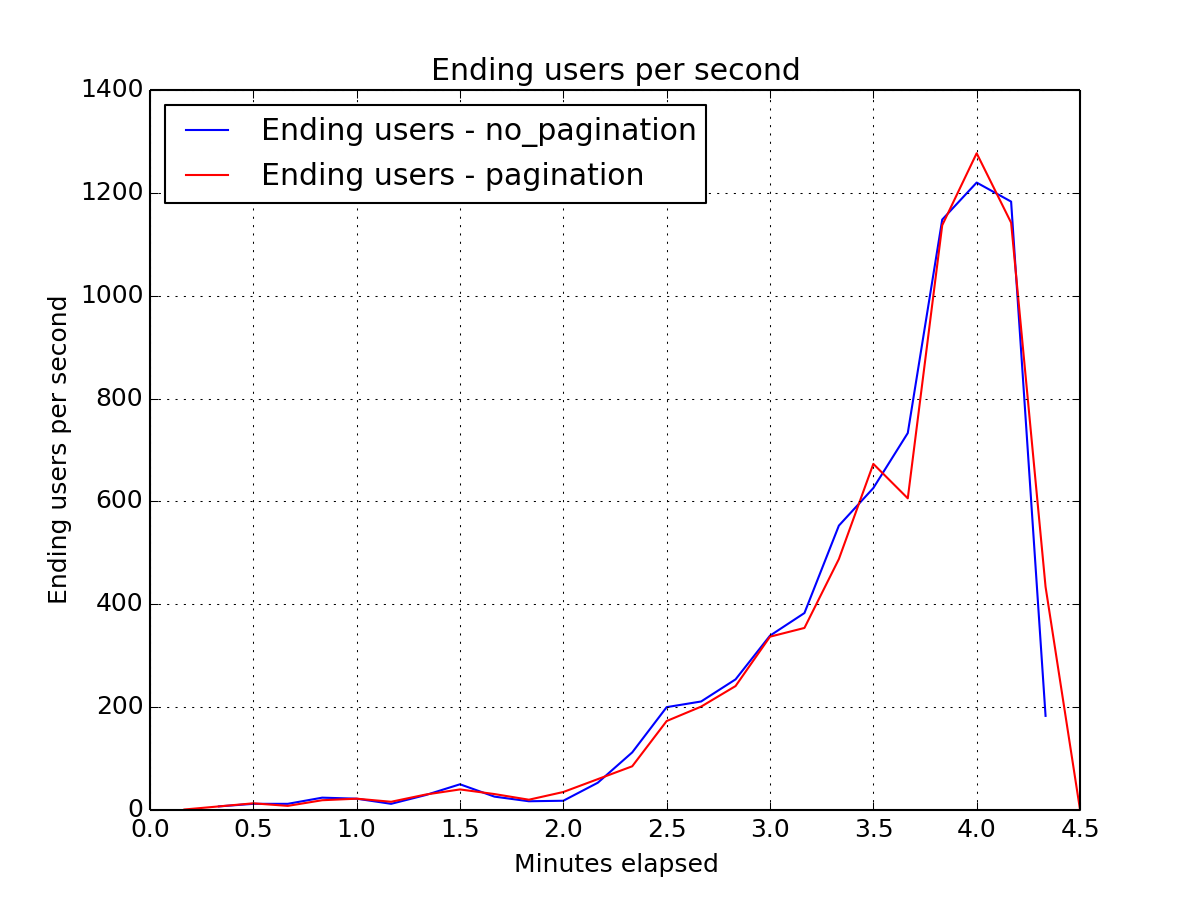 Ending users per second
Ending users - no_pagination
Ending users - pagination
Ending users per second
1400
1200
1000
800
600
400
200
0
0.0 0.5 1.0 1.5 2.0 2.5 3.0 3.5 4.0 4.5
Minutes elapsed